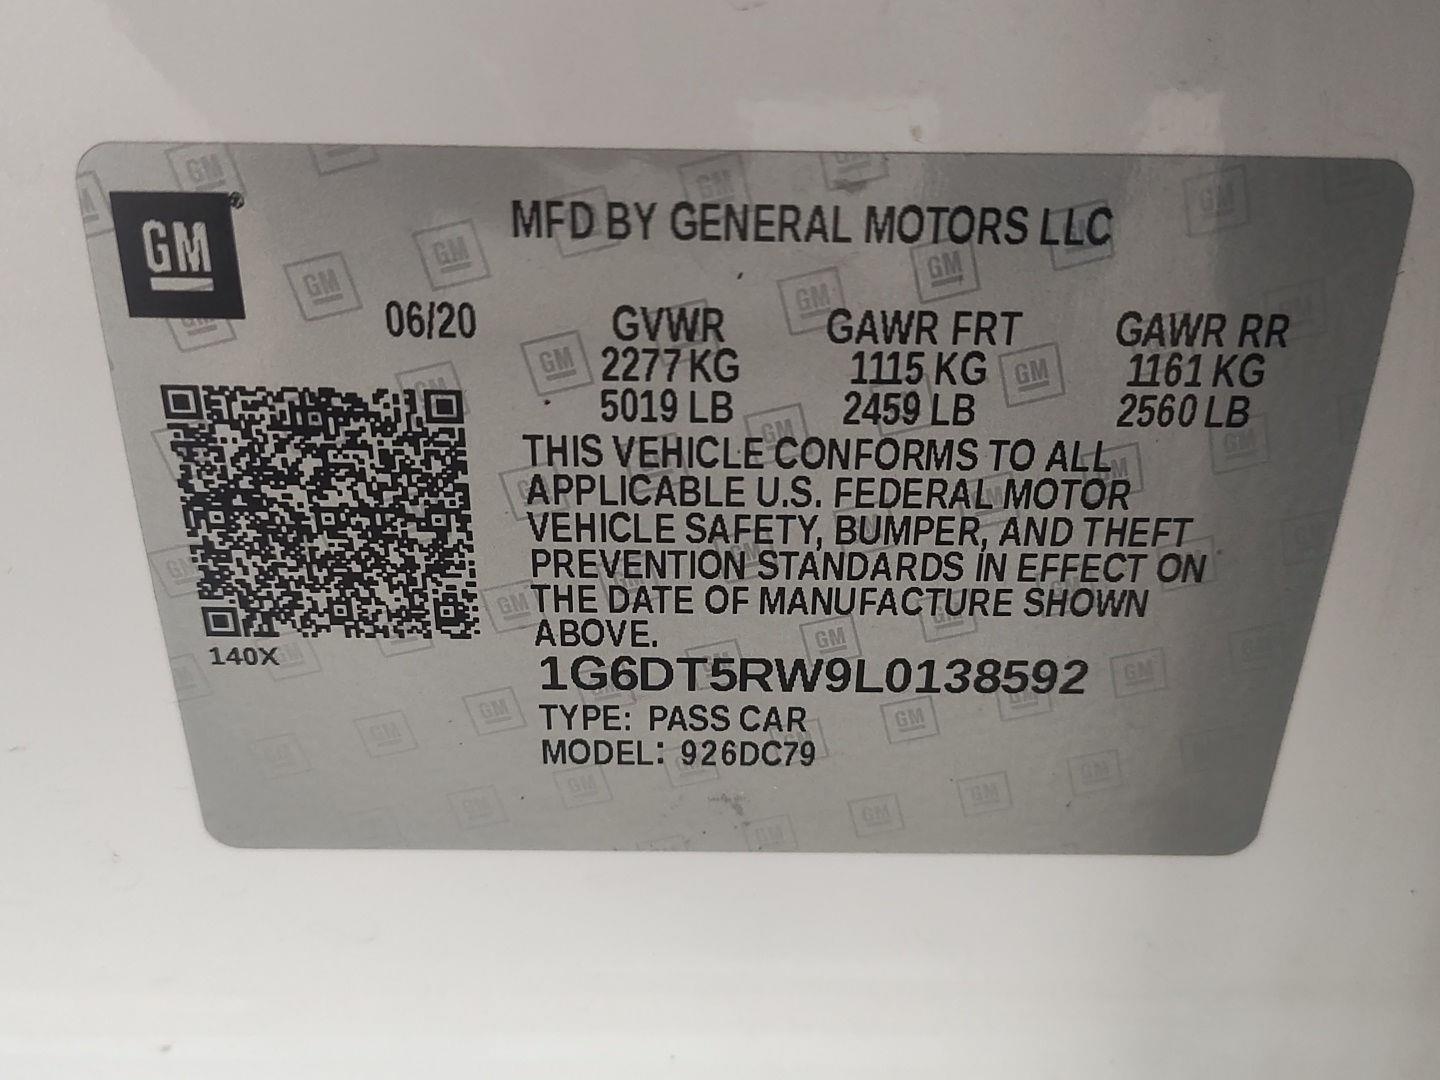 GM®
MFD BY GENERAL MOTORS LLC
06/20
GVWR GAWR FRT GAWR RR
2277 KG 1115 KG 1161 KG
5019 LB 2459 LB 2560 LB
THIS VEHICLE CONFORMS TO ALL
APPLICABLE U.S. FEDERAL MOTOR
VEHICLE SAFETY, BUMPER, AND THEFT
PREVENTION STANDARDS IN EFFECT ON
THE DATE OF MANUFACTURE SHOWN
ABOVE.
140X
1G6DT5RW9L0138592
TYPE: PASS CAR
MODEL: 926DC79